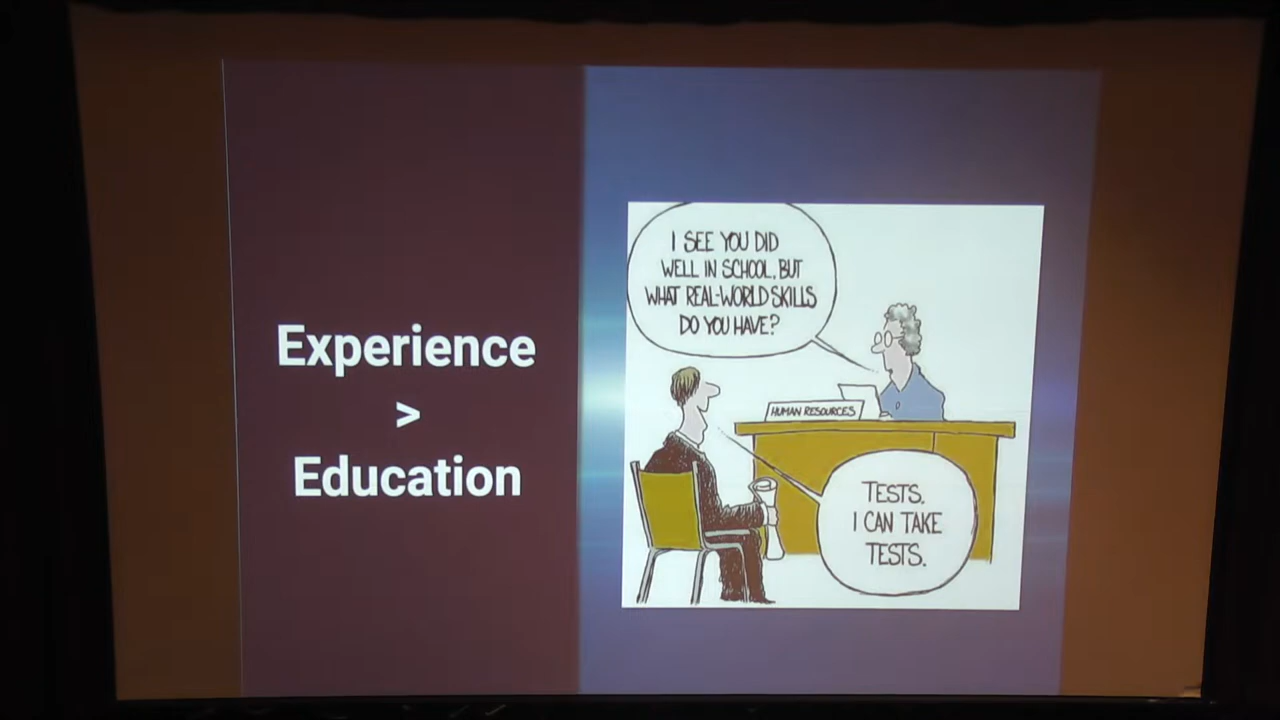 Experience
>
Education
I SEE YOU DID
WELL IN SCHOOL, BUT
WHAT REAL-WORLD SKILLS
DO YOU HAVE?
HUMAN RESOURCES
TESTS.
I CAN TAKE
TESTS.